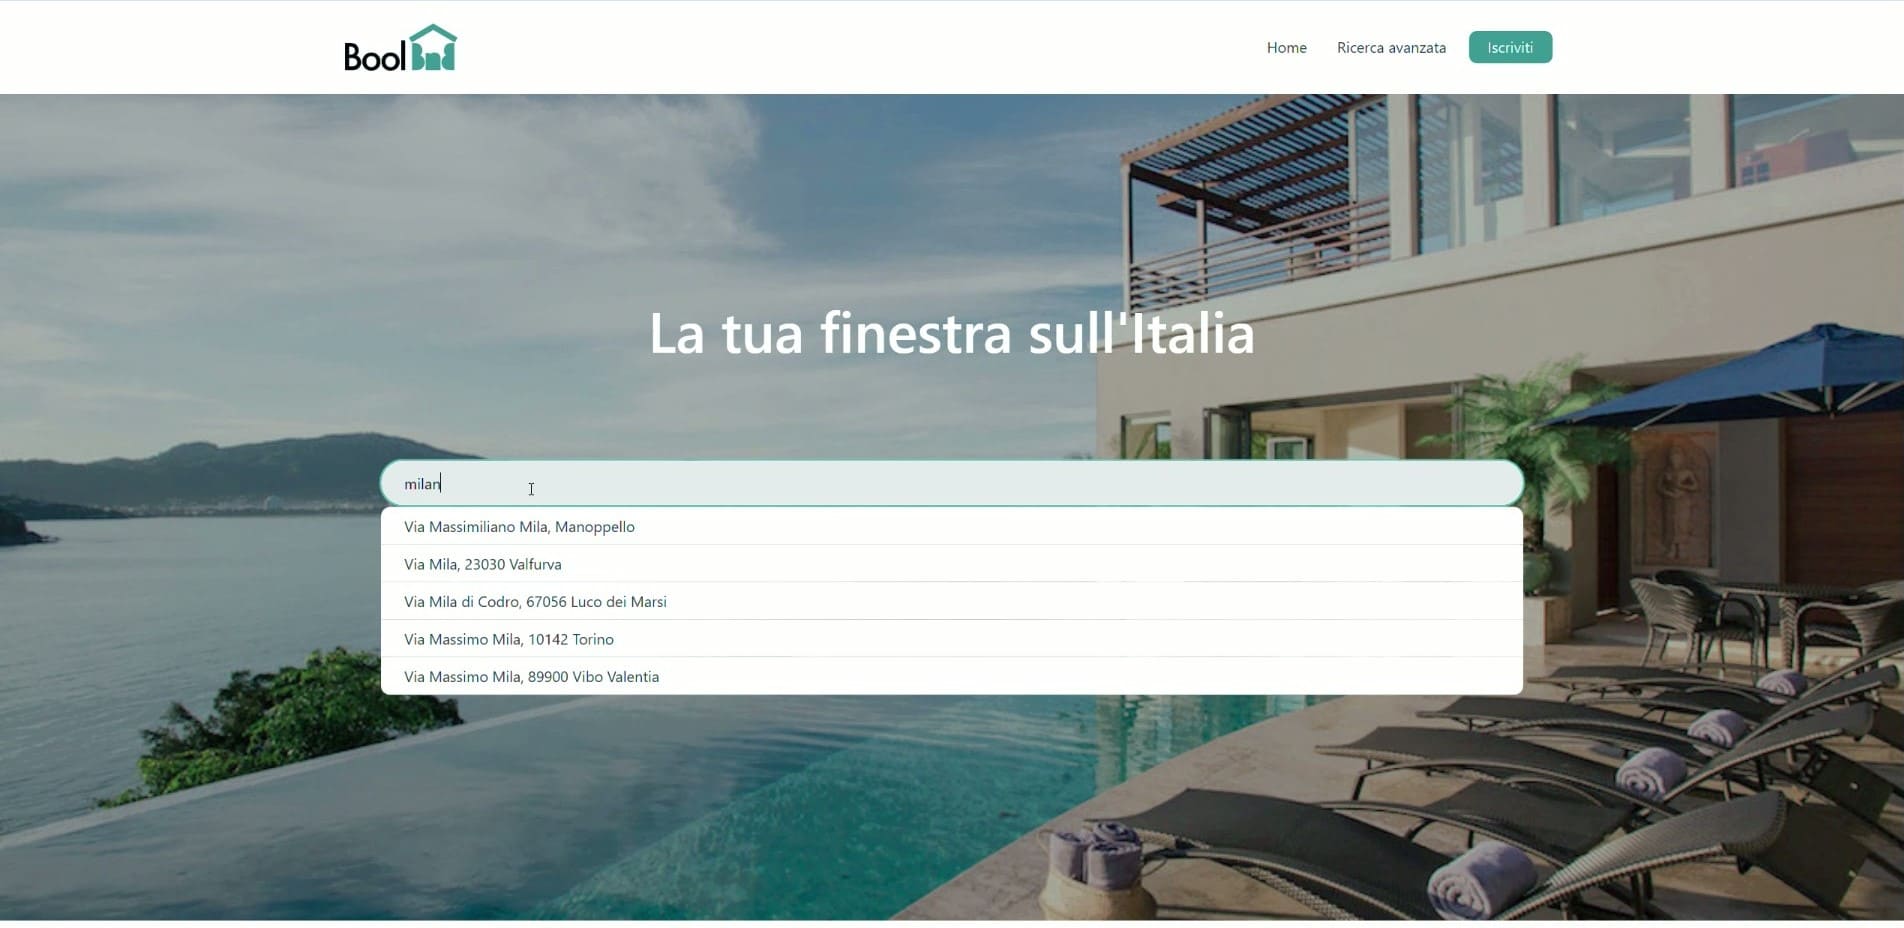 Bool BnB
Home
Ricerca avanzata
Iscriviti
La tua finestra sull'Italia
milan
Via Massimiliano Mila, Manoppello
Via Mila, 23030 Valfurva
Via Mila di Codro, 67056 Luco dei Marsi
Via Massimo Mila, 10142 Torino
Via Massimo Mila, 89900 Vibo Valentia